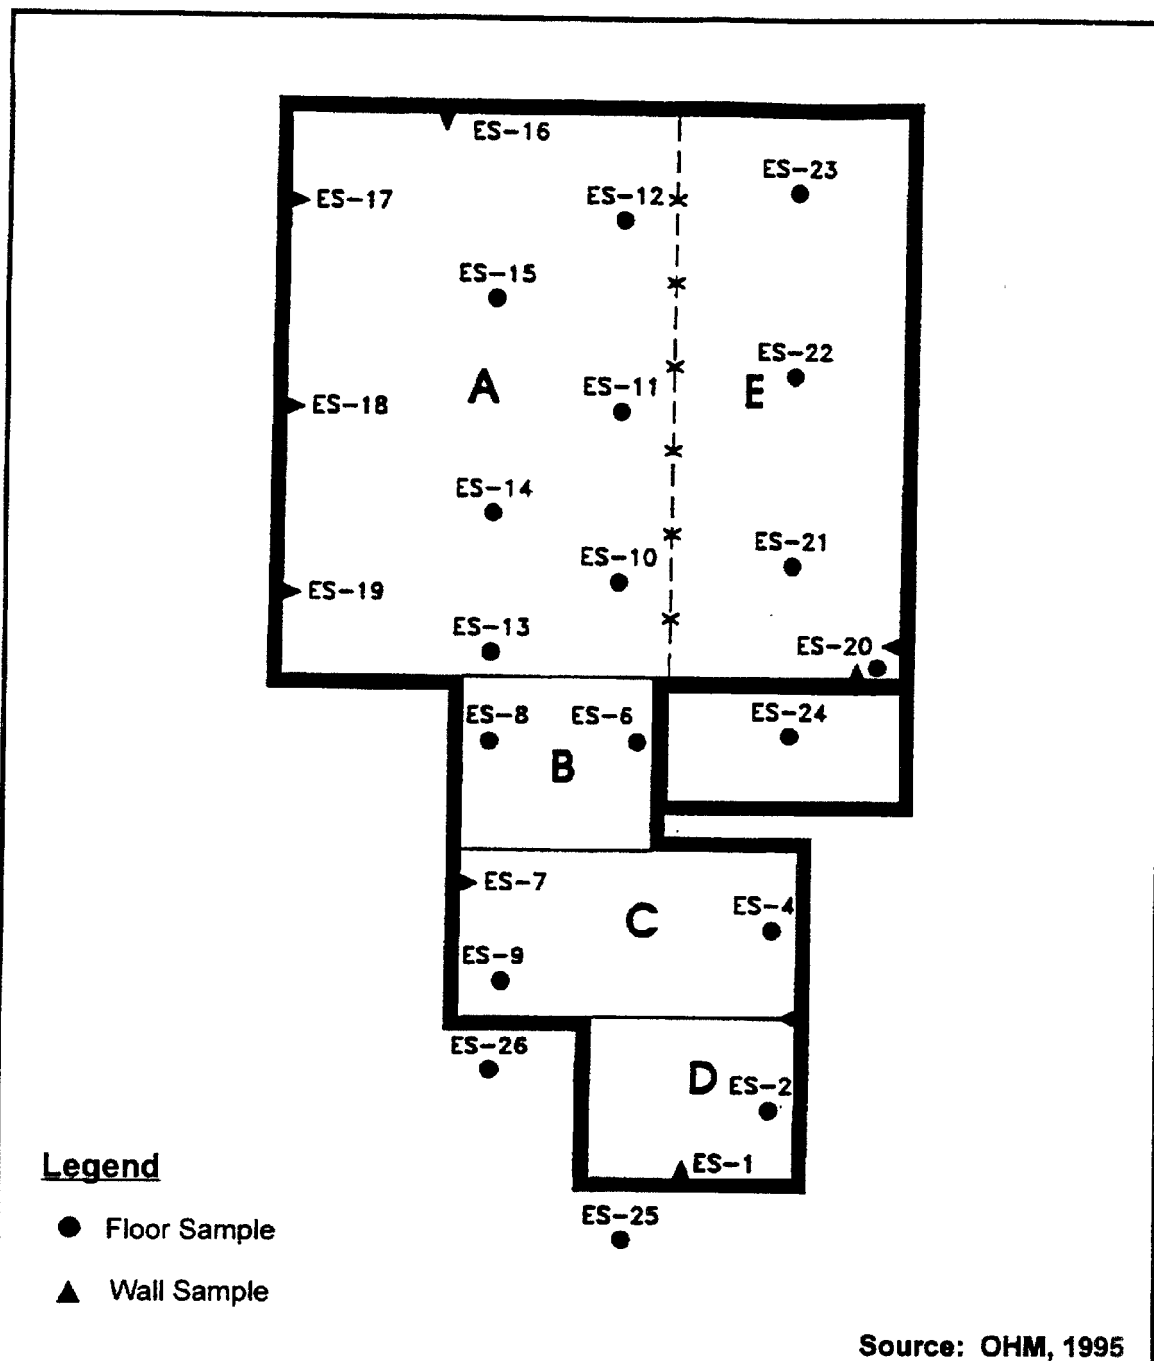 ES-16
ES-23
ES-12
ES-17
ES-15
ES-22
ES-11
A
E
ES-18
ES-14
ES-21
ES-10
ES-19
ES-13
ES-20
ES-8
ES-6
ES-24
B
ES-7
ES-4
C
ES-9
ES-26
D
ES-2
ES-1
Legend
ES-25
Floor Sample
Wall Sample
Source: OHM, 1995